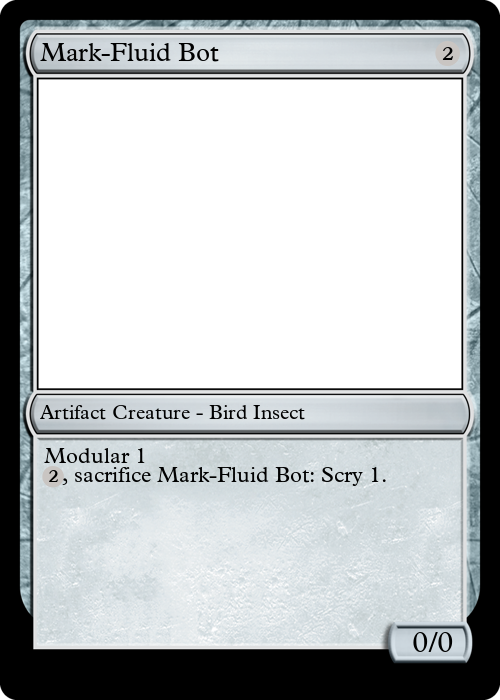 Mark-Fluid Bot 2
Artifact Creature - Bird Insect
Modular 1
2, sacrifice Mark-Fluid Bot: Scry 1.
0/0